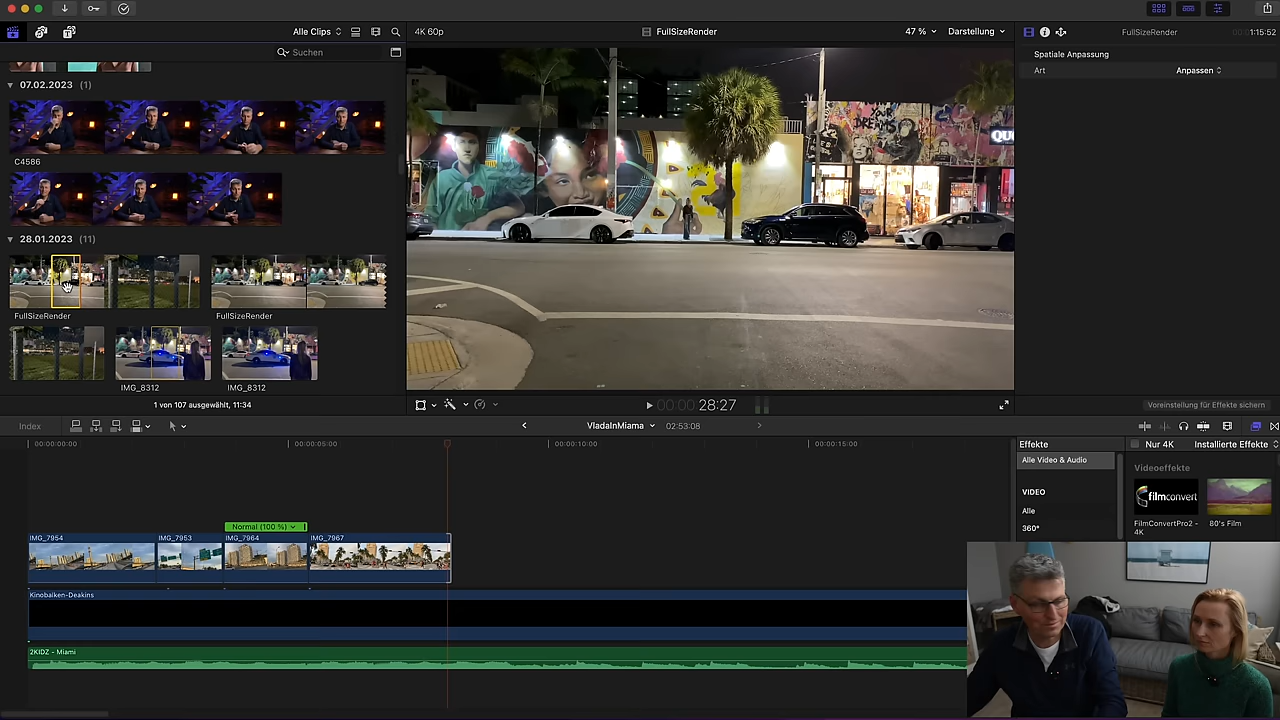 Alle Clips
Suchen
4K 60p
FullSizeRender
47 %
Darstellung
FullSizeRender
1:15:52
Spatiale Anpassung
Art
Anpassen
07.02.2023 (1)
C4586
28.01.2023 (11)
FullSizeRender
FullSizeRender
IMG_8312
IMG_8312
1 von 107 ausgewählt, 11:34
YOUR
DREAMS
00:00 28:27
Voreinstellung für Effekte sichern
Index
VladaInMiama
02:53:08
00:00:00:00
00:00:05:00
00:00:10:00
00:00:15:00
Effekte
Nur 4K
Installierte Effekte
Alle Video & Audio
VIDEO
Alle
360°
Videoeffekte
filmconvert
FilmConvertPro2 -
4K
80's Film
Normal (100 %)
IMG_7954
IMG_7953
IMG_7964
IMG_7967
Kinobalken-Deakins
2KIDZ - Miami